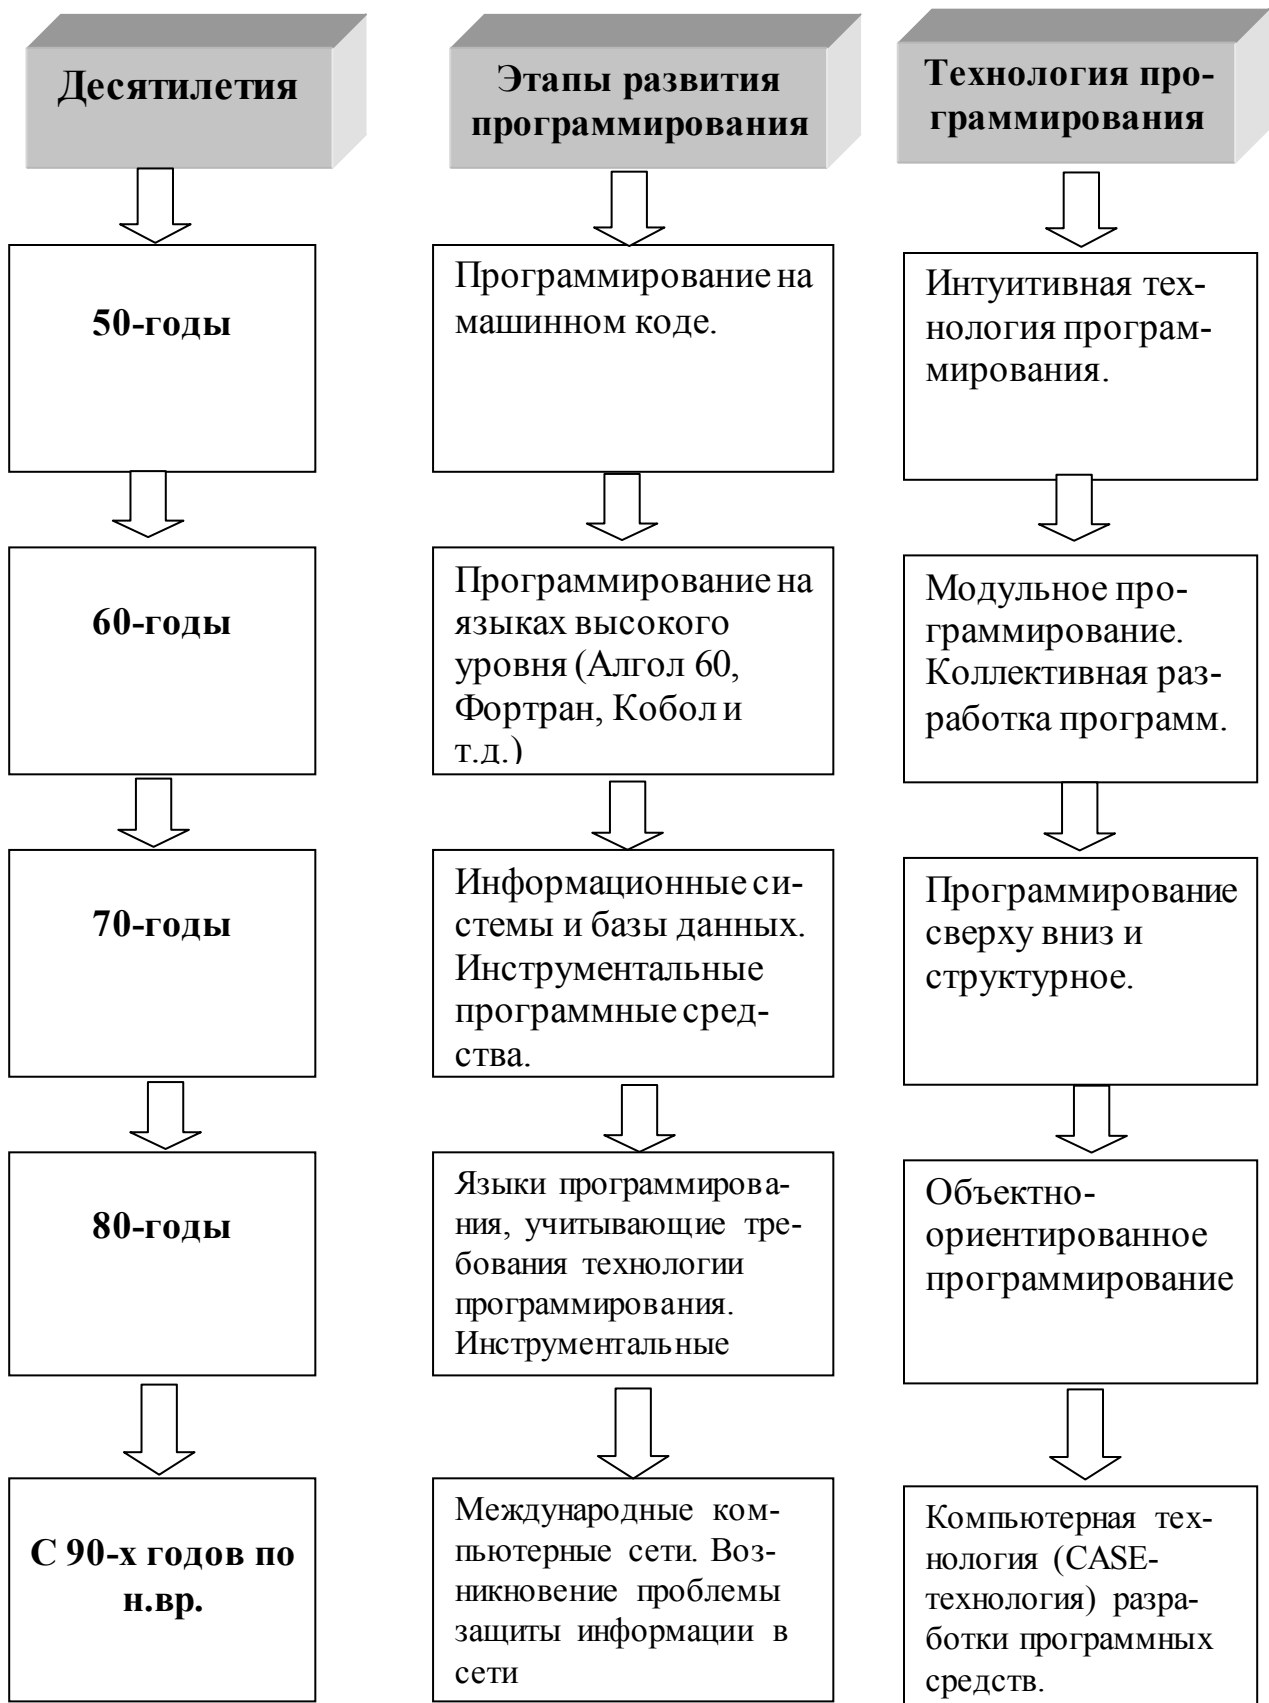 Десятилетия
Этапы развития
программирования
Технология про-
граммирования
50-годы
Программирование на
машинном коде.
Интуитивная тех-
нология програм-
мирования.
60-годы
Программирование на
языках высокого
уровня (Алгол 60,
Фортран, Кобол и
т.д.)
Модульное про-
граммирование.
Коллективная раз-
работка программ.
70-годы
Информационные си-
стемы и базы данных.
Инструментальные
программные сред-
ства.
Программирование
сверху вниз и
структурное.
80-годы
Языки программирова-
ния, учитывающие тре-
бования технологии
программирования.
Инструментальные
Объектно-
ориентированное
программирование
С 90-х годов по
н.вр.
Международные ком-
пьютерные сети. Воз-
никновение проблемы
защиты информации в
сети
Компьютерная тех-
нология (CASE-
технология) разра-
ботки программных
средств.